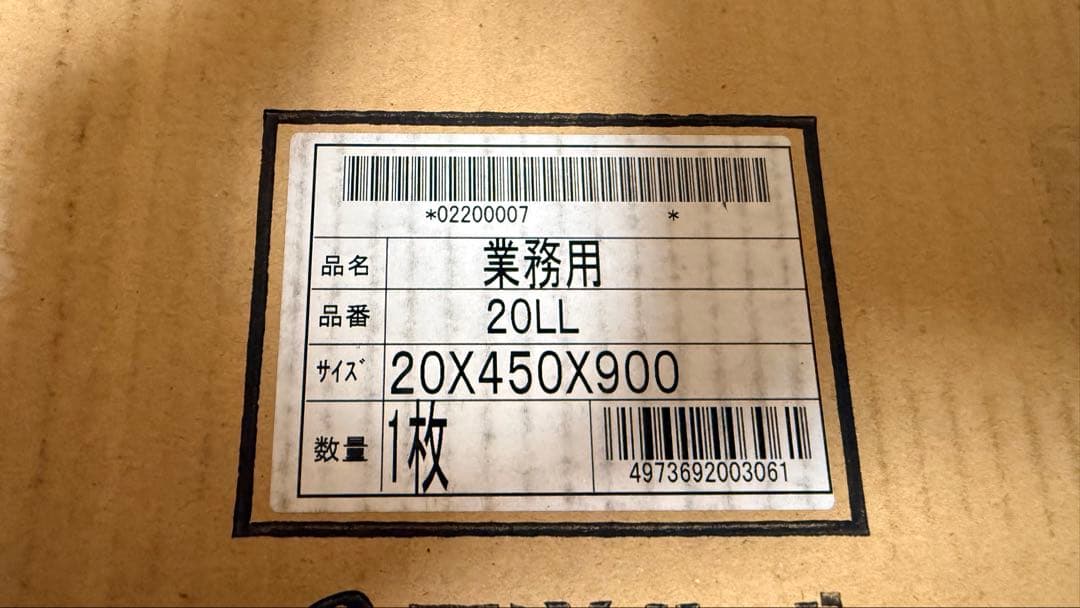 *02200007 *
品名 業務用
品番 20LL
ｻｲｽﾞ 20X450X900
数量 1枚
4973692003061